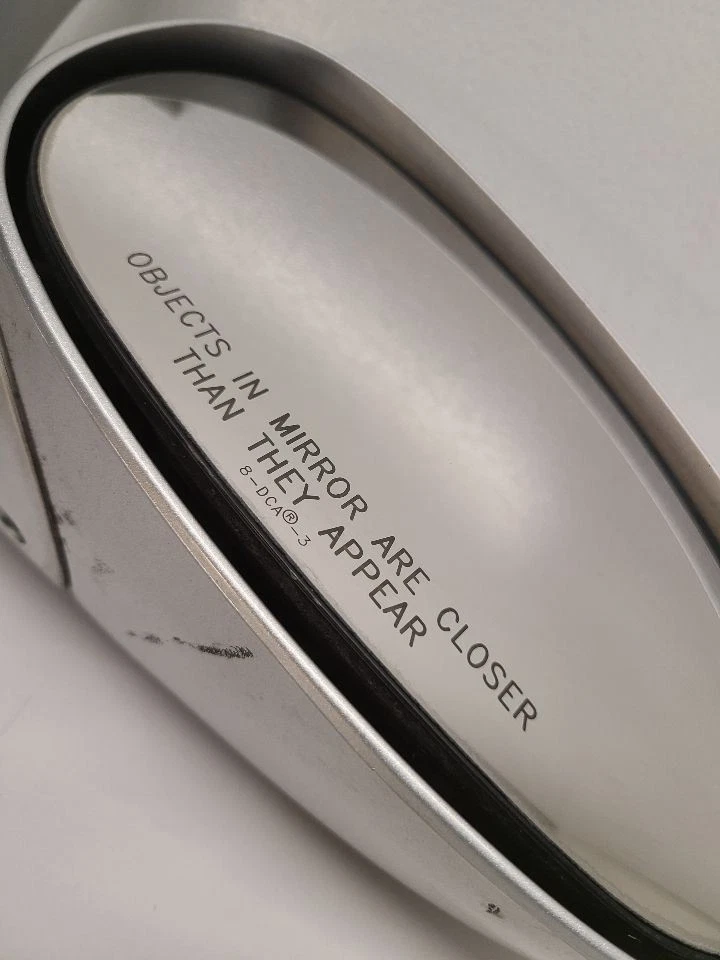 OBJECTS IN MIRROR ARE CLOSER
THAN THEY APPEAR
8-DCA®-3